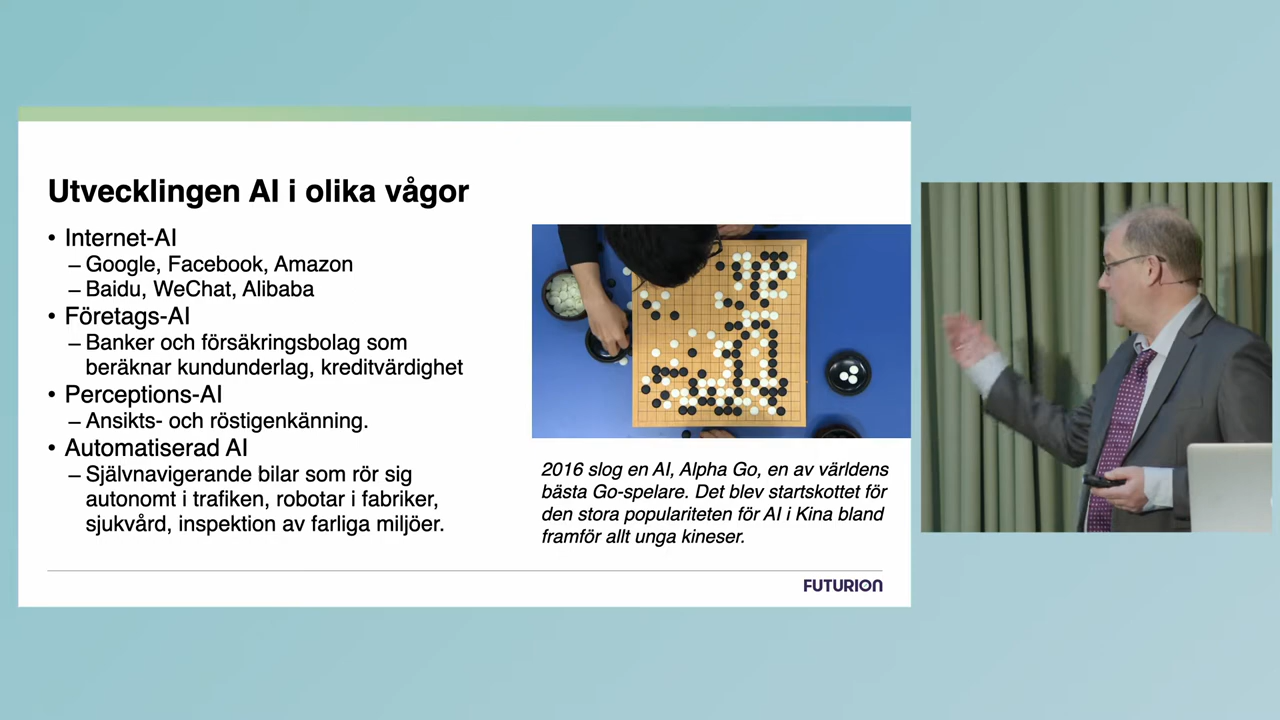 Utvecklingen AI i olika vågor
• Internet-AI
– Google, Facebook, Amazon
– Baidu, WeChat, Alibaba
• Företags-AI
– Banker och försäkringsbolag som
beräknar kundunderlag, kreditvärdighet
• Perceptions-AI
– Ansikts- och röstigenkänning.
• Automatiserad AI
– Självnavigerande bilar som rör sig
autonomt i trafiken, robotar i fabriker,
sjukvård, inspektion av farliga miljöer.
2016 slog en AI, Alpha Go, en av världens
bästa Go-spelare. Det blev startskottet för
den stora populariteten för AI i Kina bland
framför allt unga kineser.
FUTURION